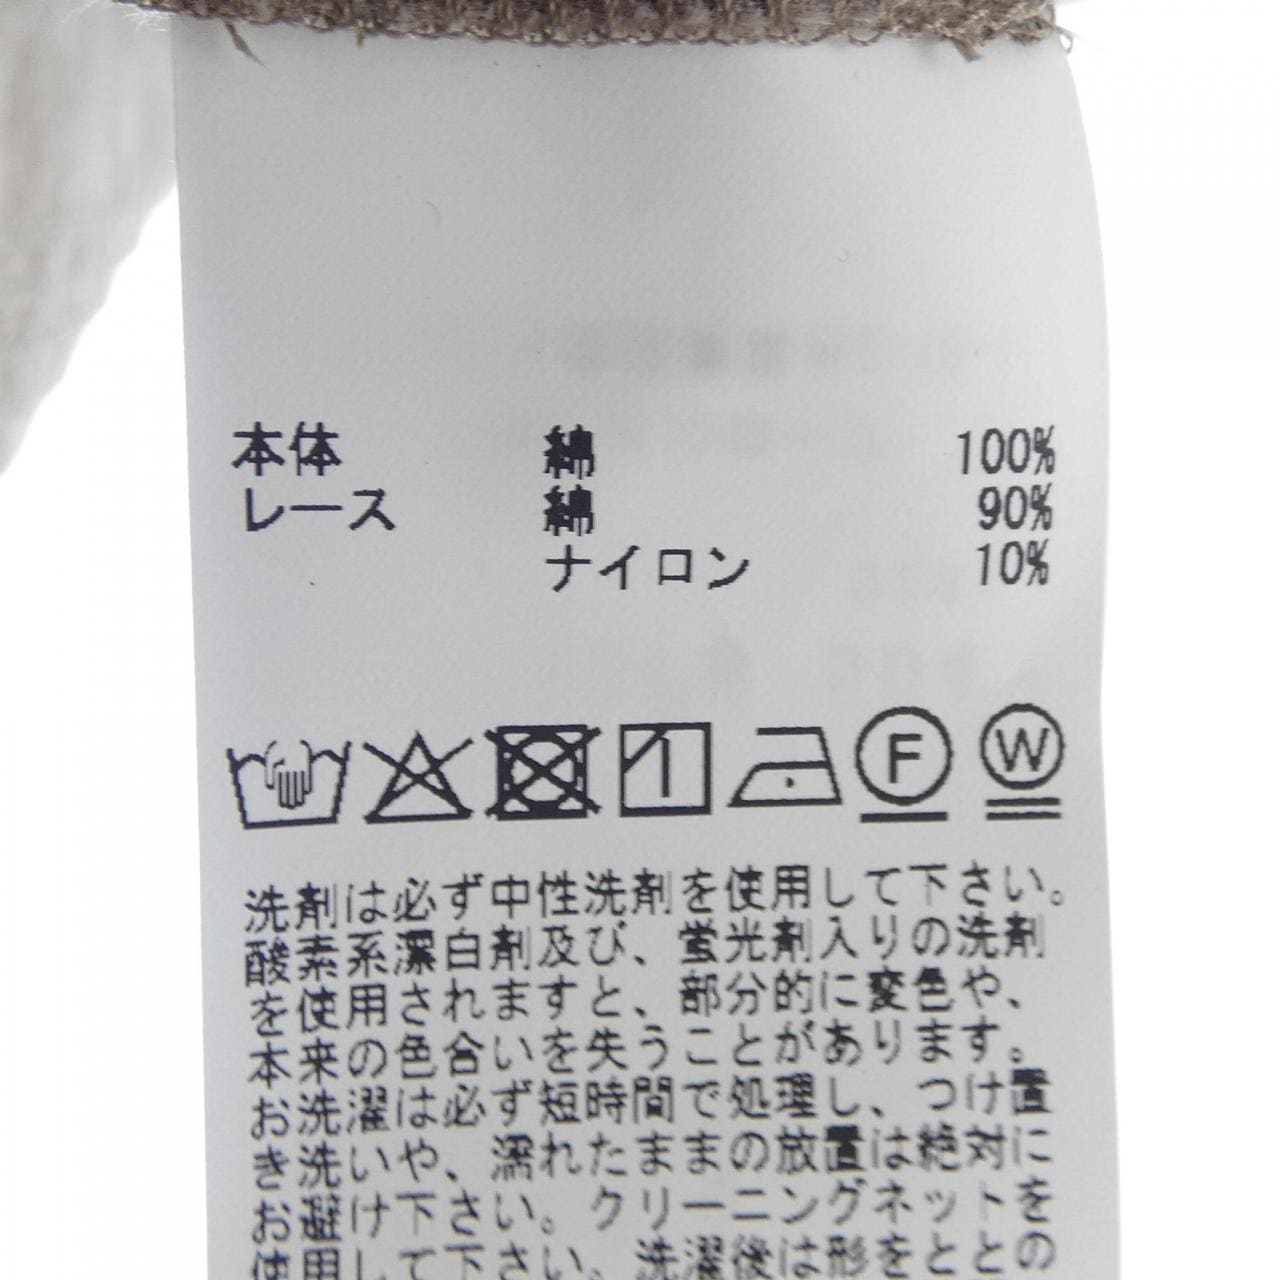 本体 綿 100%
レース 綿 90%
ナイロン 10%
F W
洗剤は必ず中性洗剤を使用して下さい。
酸素系漂白剤及び、蛍光剤入りの洗剤
を使用されますと、部分的に変色や、
本来の色合いを失うことがあります。
お洗濯は必ず短時間で処理し、つけ置
き洗いや、濡れたままの放置は絶対に
お避け下さい。クリーニングネットを
使用して下さい。洗濯後は形をととの